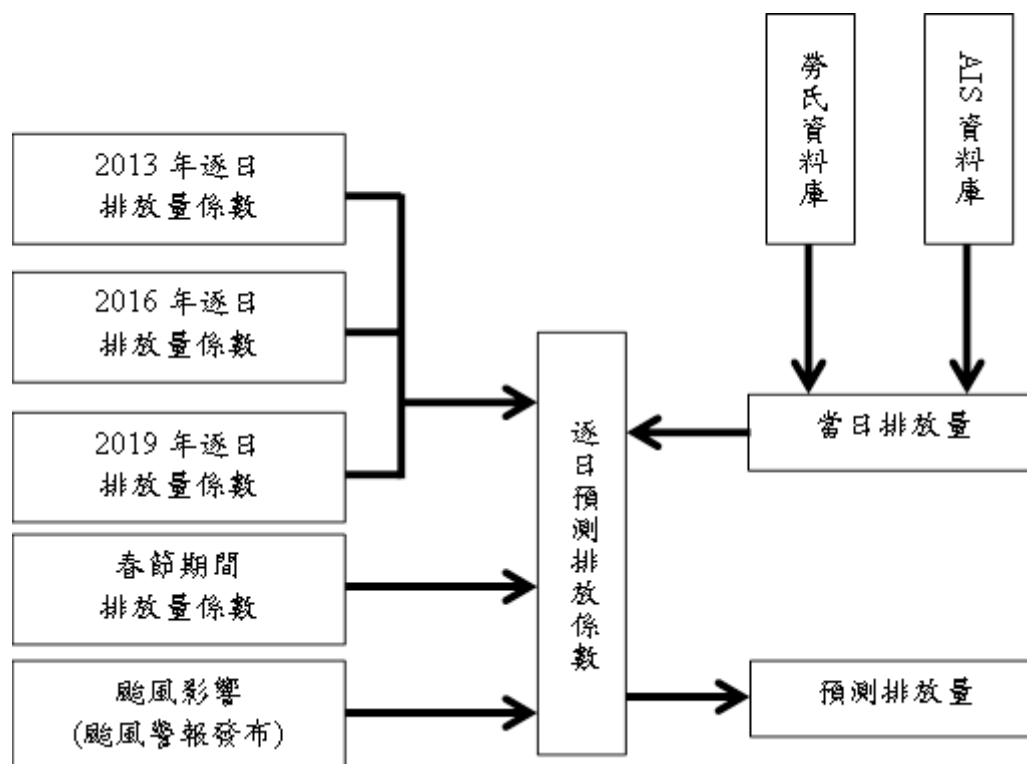 2013 年逐日
排放量係數
2016 年逐日
排放量係數
2019 年逐日
排放量係數
春節期間
排放量係數
颱風影響
(颱風警報發布)
逐日預測排放係數
勞氏資料庫
AIS 資料庫
當日排放量
預測排放量